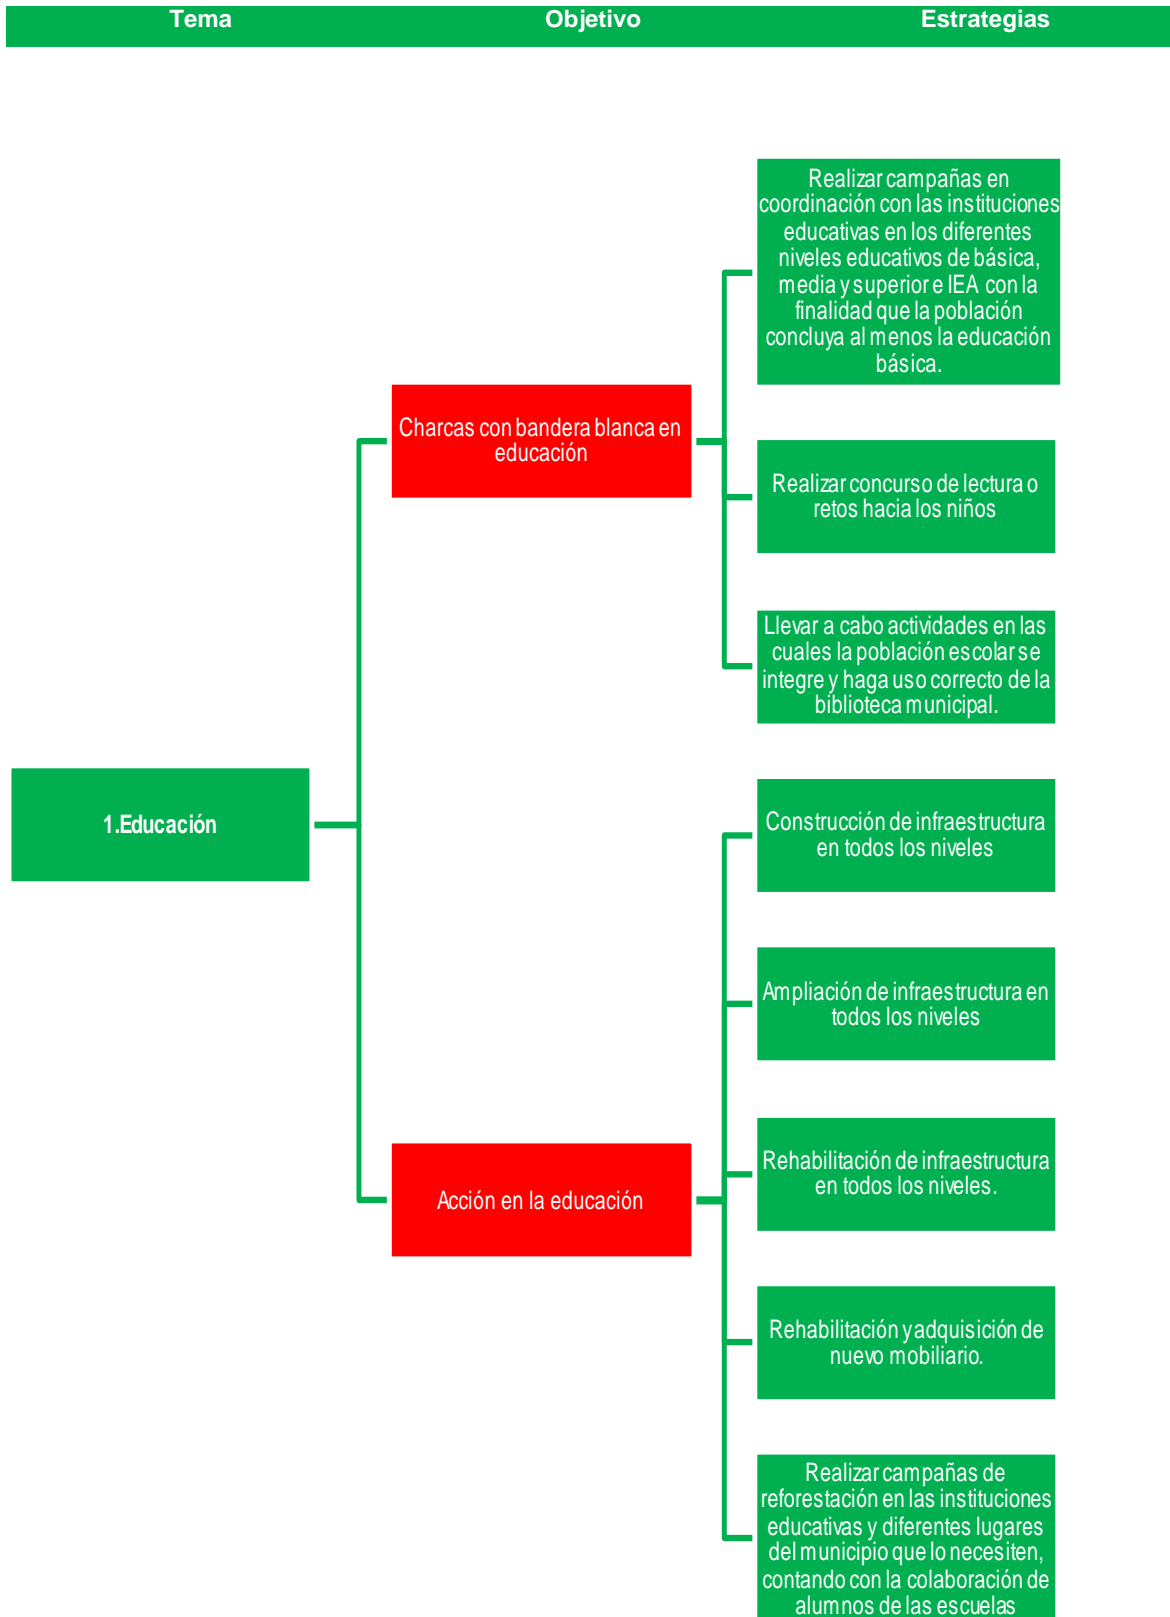 Tema Objetivo Estrategias
Realizar campañas en
coordinación con las instituciones
educativas en los diferentes
niveles educativos de básica,
media y superior e IEA con la
finalidad que la población
concluya al menos la educación
básica.
Charcas con bandera blanca en
educación
Realizar concurso de lectura o
retos hacia los niños
Llevar a cabo actividades en las
cuales la población escolar se
integre y haga uso correcto de la
biblioteca municipal.
1.Educación
Construcción de infraestructura
en todos los niveles
Ampliación de infraestructura en
todos los niveles
Rehabilitación de infraestructura
en todos los niveles.
Acción en la educación
Rehabilitación y adquisición de
nuevo mobiliario.
Realizar campañas de
reforestación en las instituciones
educativas y diferentes lugares
del municipio que lo necesiten,
contando con la colaboración de
alumnos de las escuelas